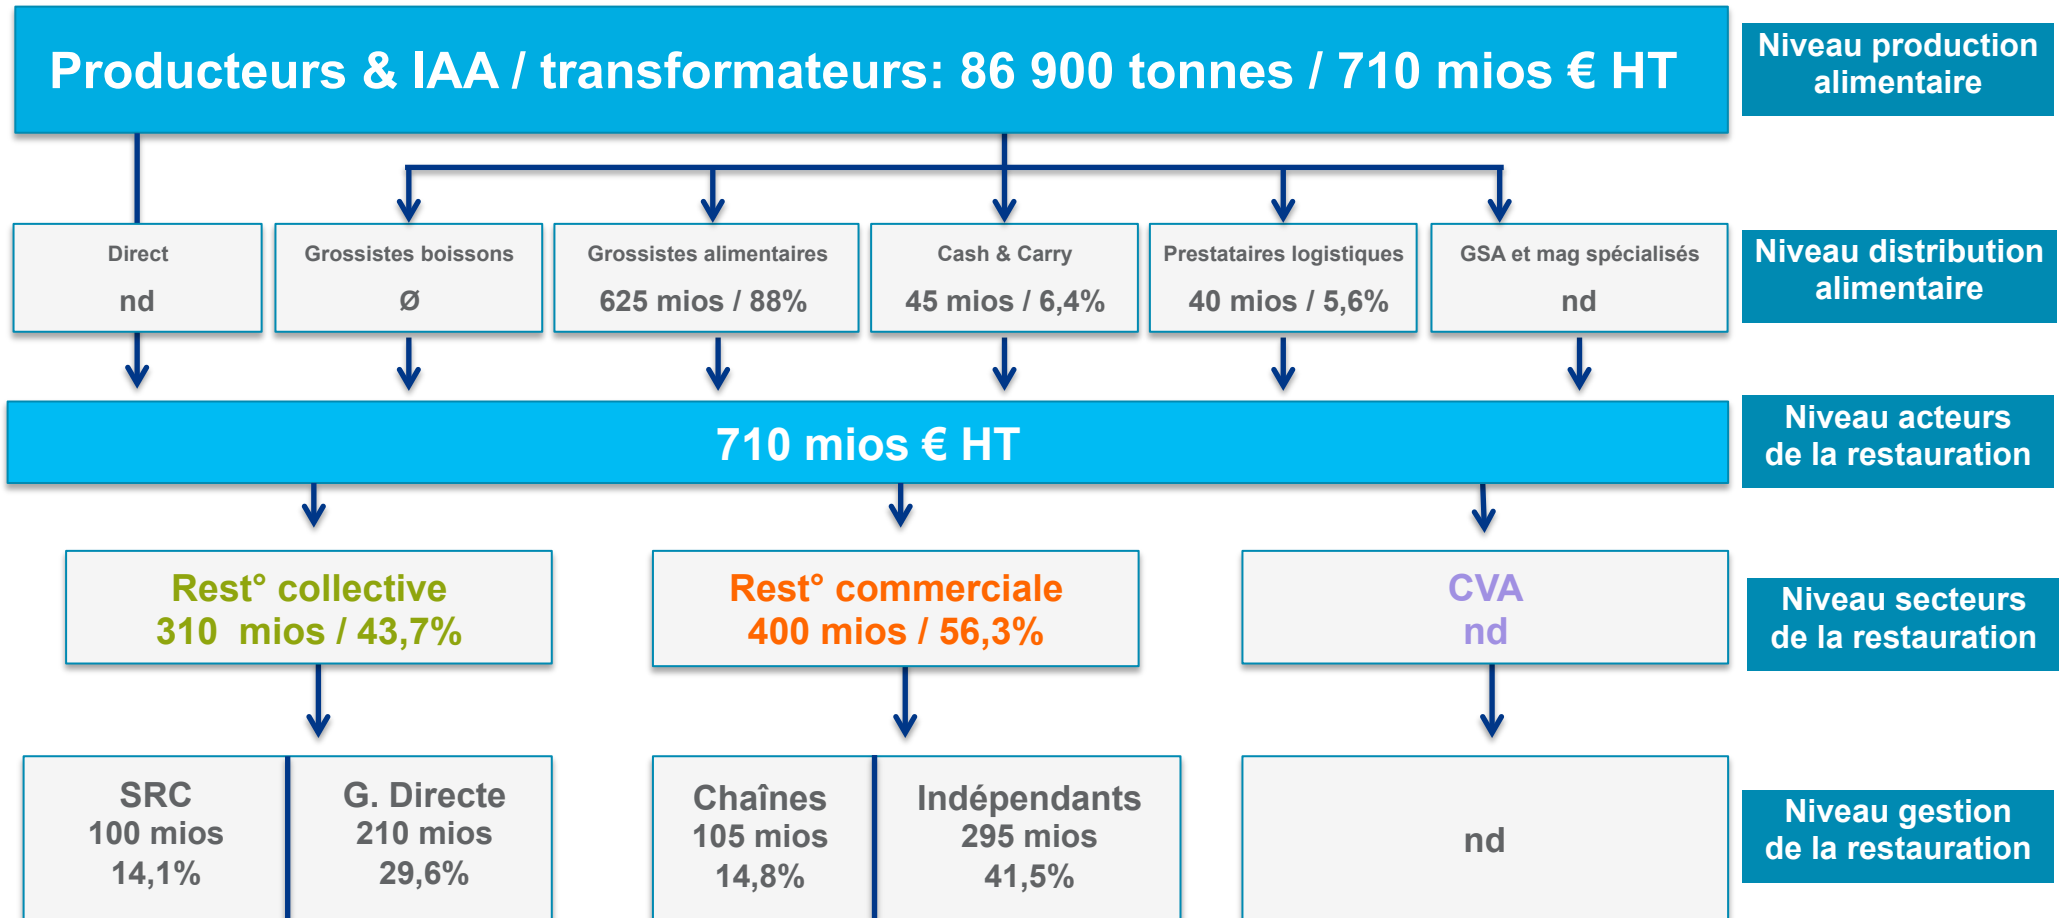 Producteurs & IAA / transformateurs: 86 900 tonnes / 710 mios € HT
Niveau production
alimentaire
Direct
nd
Grossistes boissons
Ø
Grossistes alimentaires
625 mios / 88%
Cash & Carry
45 mios / 6,4%
Prestataires logistiques
40 mios / 5,6%
GSA et mag spécialisés
nd
Niveau distribution
alimentaire
710 mios € HT
Niveau acteurs
de la restauration
Rest° collective
310 mios / 43,7%
Rest° commerciale
400 mios / 56,3%
CVA
nd
Niveau secteurs
de la restauration
SRC
100 mios
14,1%
G. Directe
210 mios
29,6%
Chaînes
105 mios
14,8%
Indépendants
295 mios
41,5%
nd
Niveau gestion
de la restauration